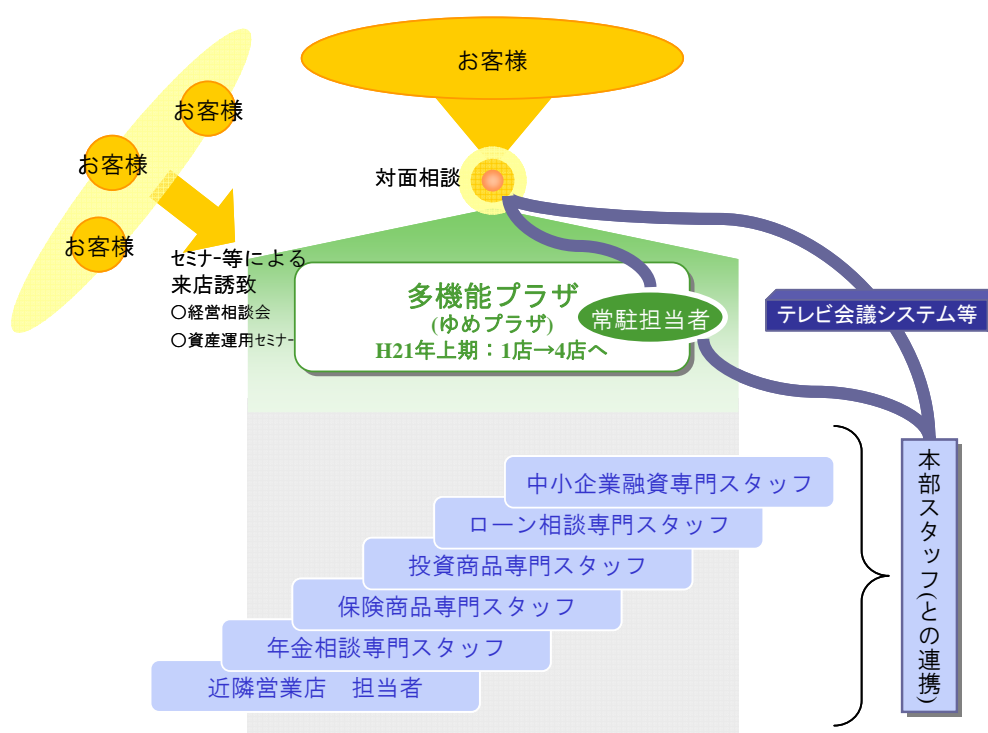 お客様
お客様
お客様
お客様
対面相談
セミナー等による
来店誘致
○経営相談会
○資産運用セミナー
多機能プラザ
(ゆめプラザ)
H21年上期：1店→4店へ
常駐担当者
テレビ会議システム等
中小企業融資専門スタッフ
ローン相談専門スタッフ
投資商品専門スタッフ
保険商品専門スタッフ
年金相談専門スタッフ
近隣営業店　担当者
本部スタッフ(との連携)